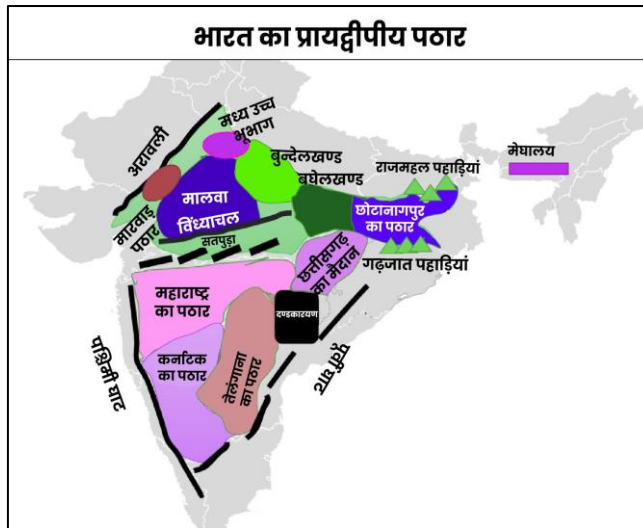 भारत का प्रायद्वीपीय पठार
अरावली
मध्य उच्च
भूभाग
बुन्देलखण्ड
बघेलखण्ड
राजमहल पहाड़ियां
मेघालय
मारवाड़
पठार
मालवा
विंध्याचल
सतपुड़ा
छोटानागपुर
का पठार
छत्तीसगढ़
का मैदान
गढ़जात पहाड़ियां
महाराष्ट्र
का पठार
दण्डकारयण
पश्चिमी घाट
कर्नाटक
का पठार
तेलंगाना
का पठार
पूर्वी घाट